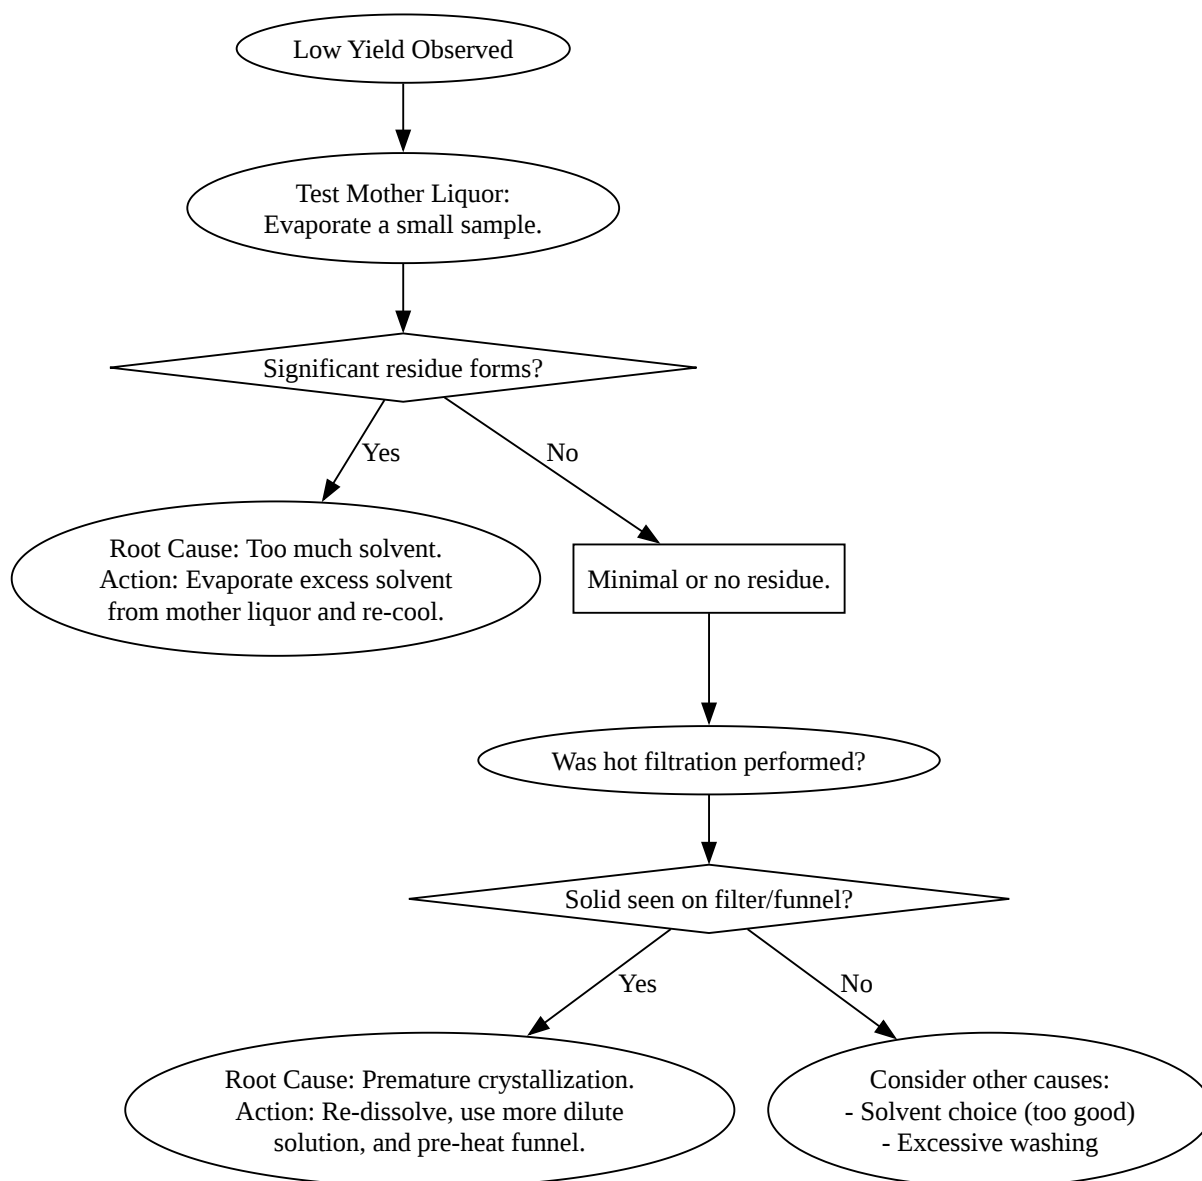 Low Yield Observed
Test Mother Liquor:
Evaporate a small sample.
Significant residue forms?
Yes
No
Root Cause: Too much solvent.
Action: Evaporate excess solvent
from mother liquor and re-cool.
Minimal or no residue.
Was hot filtration performed?
Solid seen on filter/funnel?
Yes
No
Root Cause: Premature crystallization.
Action: Re-dissolve, use more dilute
solution, and pre-heat funnel.
Consider other causes:
- Solvent choice (too good)
- Excessive washing